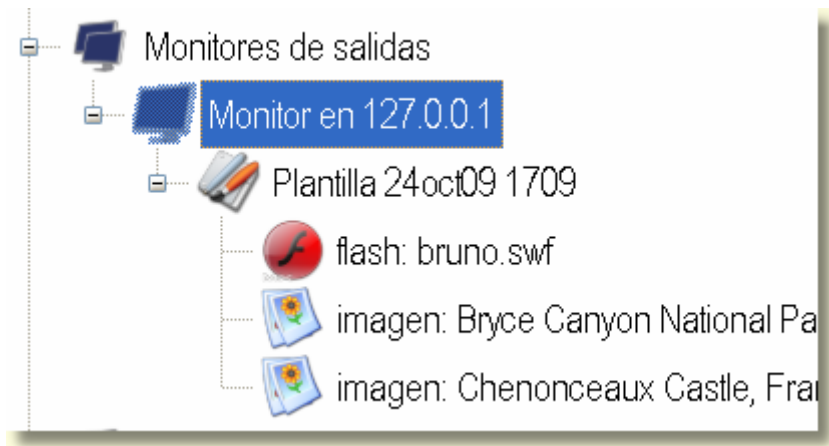 Monitores de salidas
Monitor en 127.0.0.1
Plantilla 24oct09 1709
flash: bruno.swf
imagen: Bryce Canyon National Pa
imagen: Chenonceaux Castle, Fra